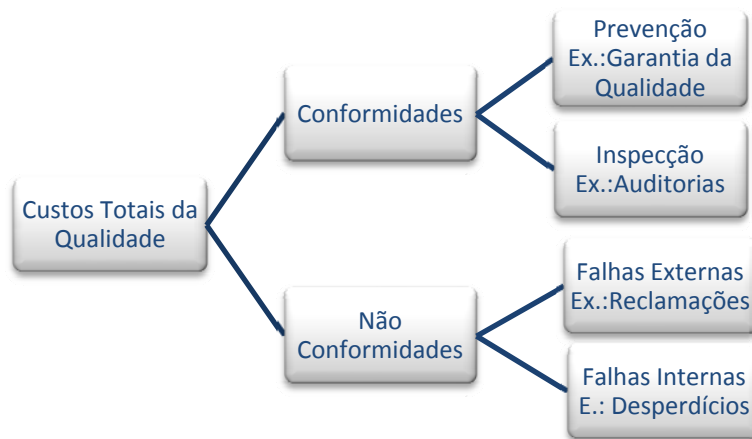 Custos Totais da
Qualidade
Conformidades
Prevenção
Ex.:Garantia da
Qualidade
Inspecção
Ex.:Auditorias
Não
Conformidades
Falhas Externas
Ex.:Reclamações
Falhas Internas
E.: Desperdícios